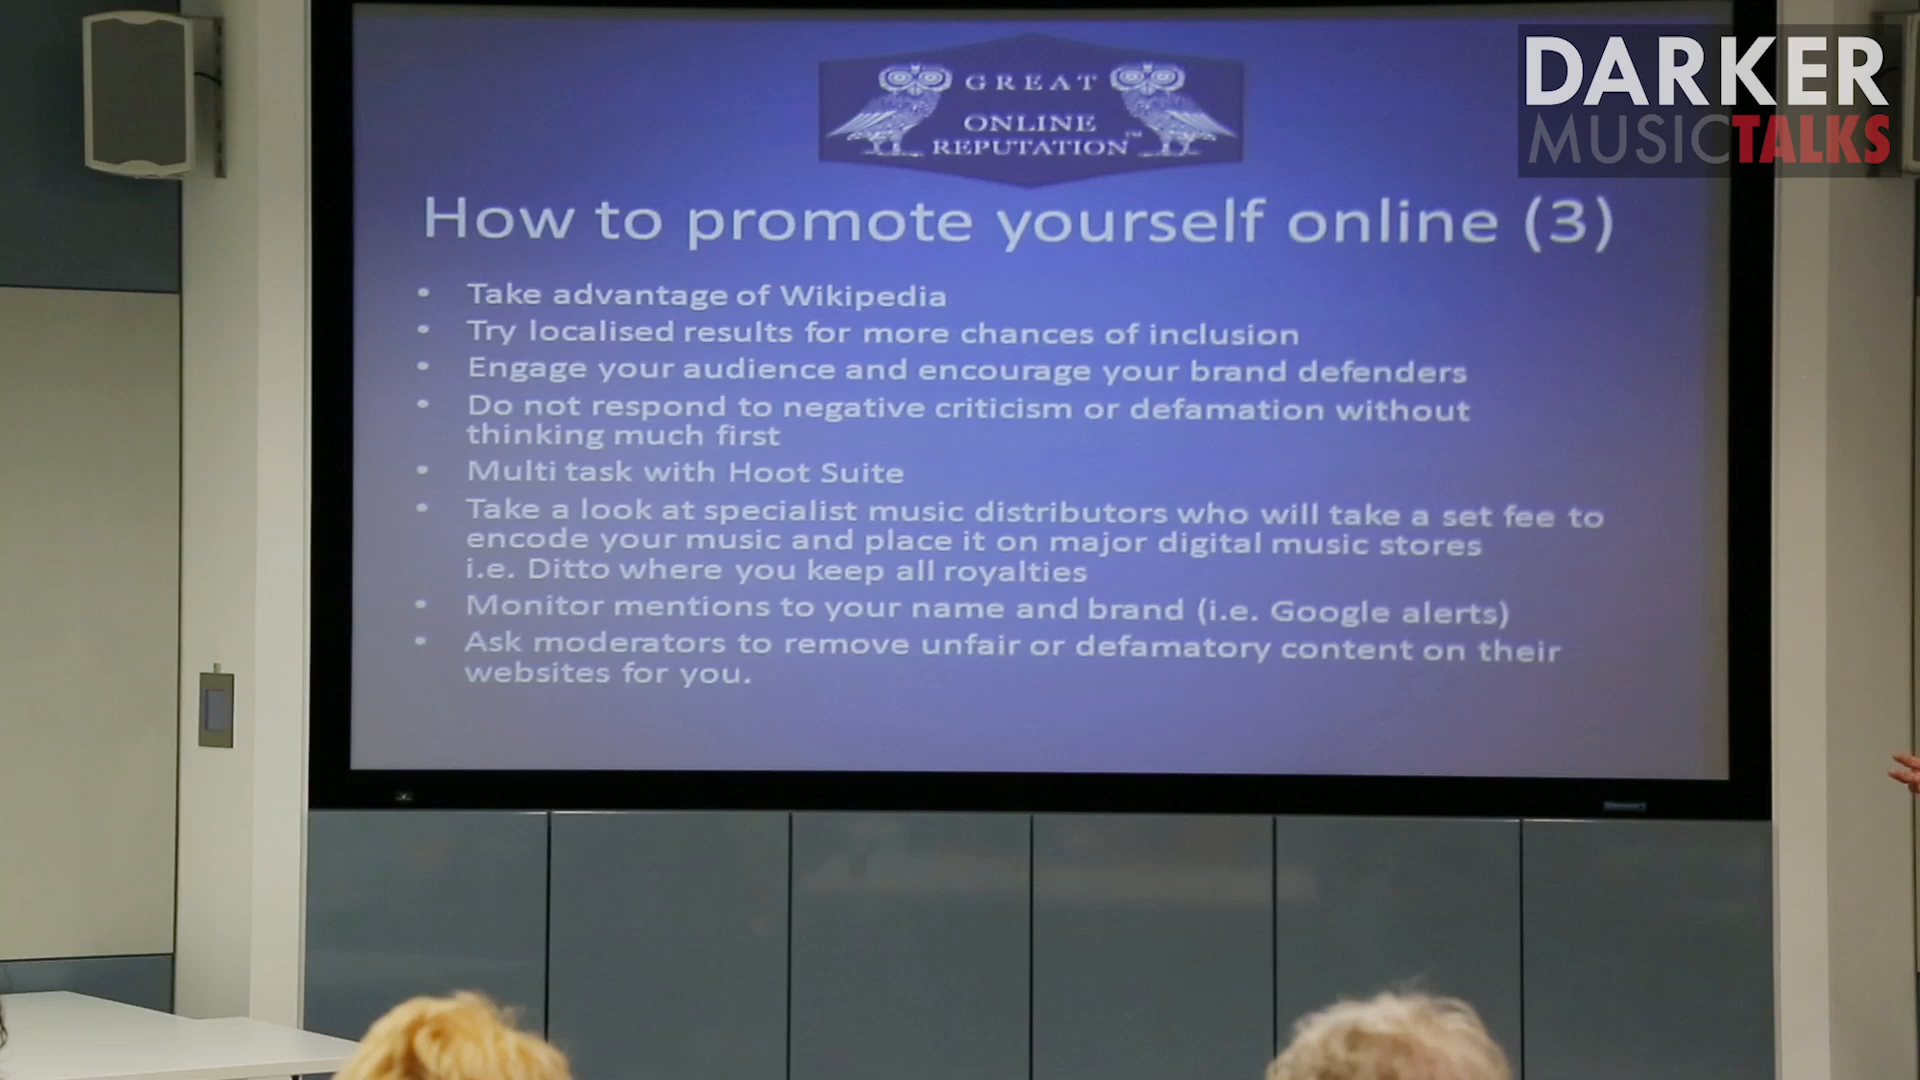 DARKER
MUSICTALKS
GREAT
ONLINE
REPUTATION™
How to promote yourself online (3)
• Take advantage of Wikipedia
• Try localised results for more chances of inclusion
• Engage your audience and encourage your brand defenders
• Do not respond to negative criticism or defamation without
thinking much first
• Multi task with Hoot Suite
• Take a look at specialist music distributors who will take a set fee to
encode your music and place it on major digital music stores
i.e. Ditto where you keep all royalties
• Monitor mentions to your name and brand (i.e. Google alerts)
• Ask moderators to remove unfair or defamatory content on their
websites for you.